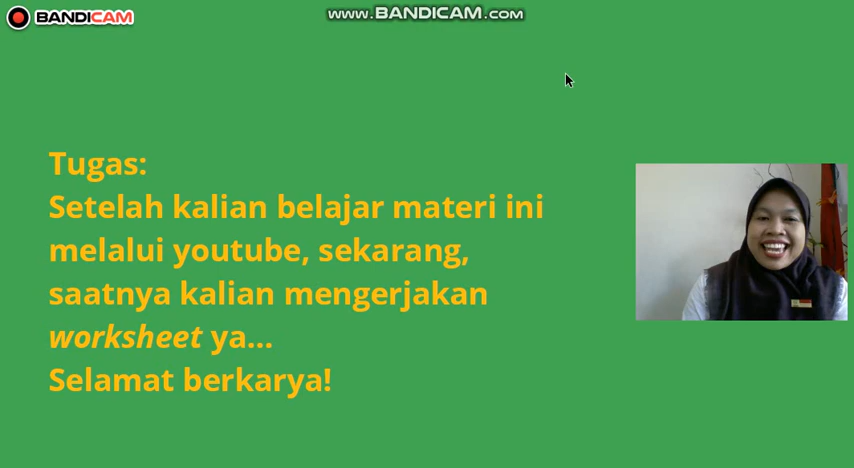 BANDICAM
www.BANDICAM.com
Tugas:
Setelah kalian belajar materi ini
melalui youtube, sekarang,
saatnya kalian mengerjakan
worksheet ya...
Selamat berkarya!